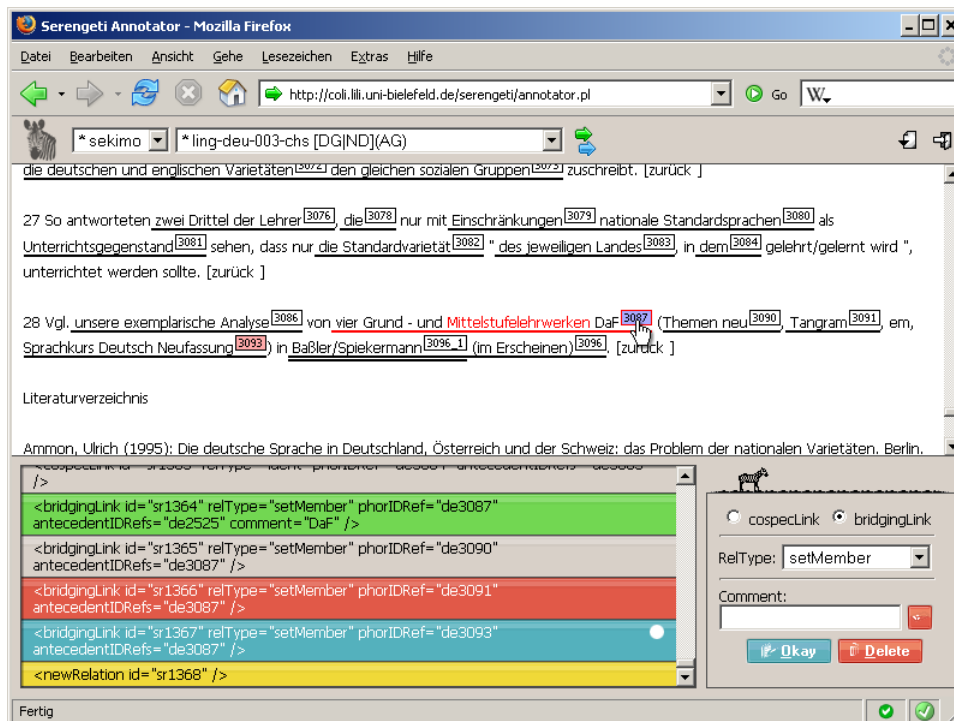 Serengeti Annotator - Mozilla Firefox
Datei Bearbeiten Ansicht Gehe Lesezeichen Extras Hilfe
http://coli.lili.uni-bielefeld.de/serengeti/annotator.pl Go W
* sekimo * ling-deu-003-chs [DG|ND](AG)
die deutschen und englischen Varietäten 3072 den gleichen sozialen Gruppen 3073 zuschreibt. [zurück ]
27 So antworteten zwei Drittel der Lehrer 3076, die 3078 nur mit Einschränkungen 3079 nationale Standardsprachen 3080 als
Unterrichtsgegenstand 3081 sehen, dass nur die Standardvarietät 3082 " des jeweiligen Landes 3083, in dem 3084 gelehrt/gelernt wird ",
unterrichtet werden sollte. [zurück ]
28 Vgl. unsere exemplarische Analyse 3086 von vier Grund - und Mittelstufelehrwerken DaF 3087 (Themen neu 3090, Tangram 3091, em,
Sprachkurs Deutsch Neufassung 3093) in Baßler/Spiekermann 3096_1 (im Erscheinen) 3096. [zurück ]
Literaturverzeichnis
Ammon, Ulrich (1995): Die deutsche Sprache in Deutschland, Österreich und der Schweiz: das Problem der nationalen Varietäten. Berlin.
/>
<bridgingLink id="sr1364" relType="setMember" phorIDRef="de3087"
antecedentIDRefs="de2525" comment="DaF" />
<bridgingLink id="sr1365" relType="setMember" phorIDRef="de3090"
antecedentIDRefs="de3087" />
<bridgingLink id="sr1366" relType="setMember" phorIDRef="de3091"
antecedentIDRefs="de3087" />
<bridgingLink id="sr1367" relType="setMember" phorIDRef="de3093"
antecedentIDRefs="de3087" />
<newRelation id="sr1368" />
cospecLink bridgingLink
RelType: setMember
Comment:
Okay Delete
Fertig